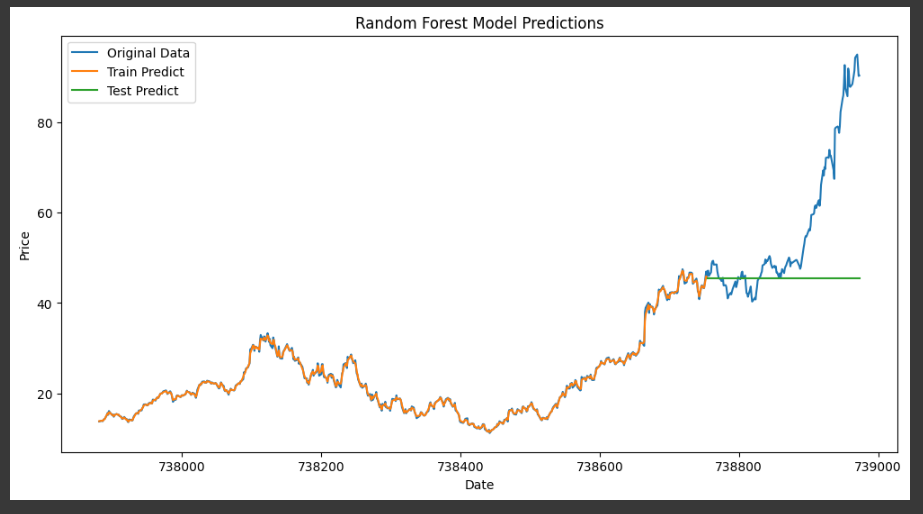 Random Forest Model Predictions
Original Data
Train Predict
Test Predict
80
60
40
20
Price
738000 738200 738400 738600 738800 739000
Date